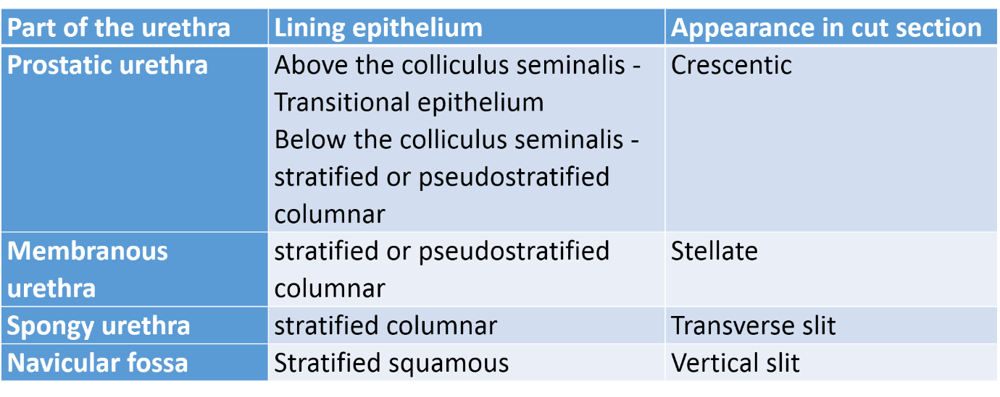 Part of the urethra Lining epithelium Appearance in cut section
Prostatic urethra Above the colliculus seminalis - Crescentic
Transitional epithelium
Below the colliculus seminalis -
stratified or pseudostratified
columnar
Membranous stratified or pseudostratified Stellate
urethra columnar
Spongy urethra stratified columnar Transverse slit
Navicular fossa Stratified squamous Vertical slit